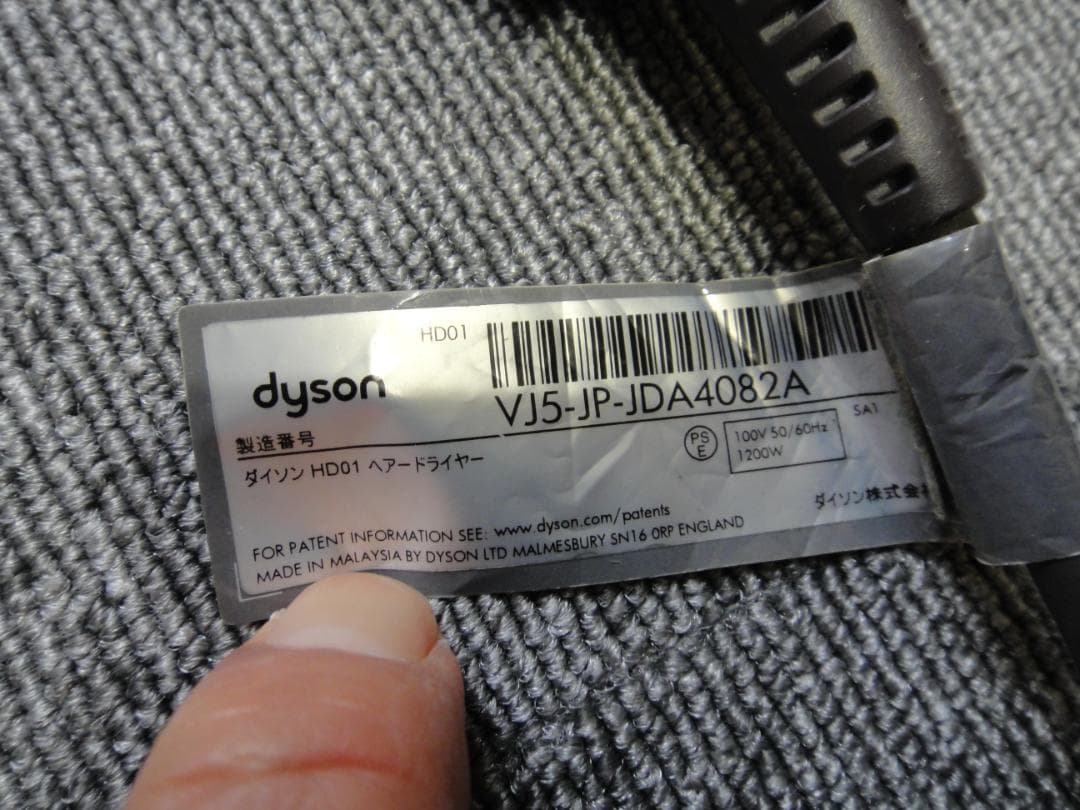 HD01
dyson
VJ5-JP-JDA4082A
製造番号
SA1
ダイソン HD01 ヘアードライヤー
PS
E
100V 50/60Hz
1200W
ダイソン株式会社
FOR PATENT INFORMATION SEE: www.dyson.com/patents
MADE IN MALAYSIA BY DYSON LTD MALMESBURY SN16 0RP ENGLAND